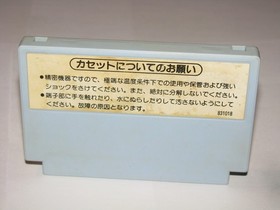 カセットについてのお願い
●精密機器ですので、極端な温度条件下での使用や保管および強い
ショックをさけてください。また、絶対に分解しないでください。
●端子部に手を触れたり、水にぬらしたりして汚さないようにして
ください。故障の原因となります。
931018